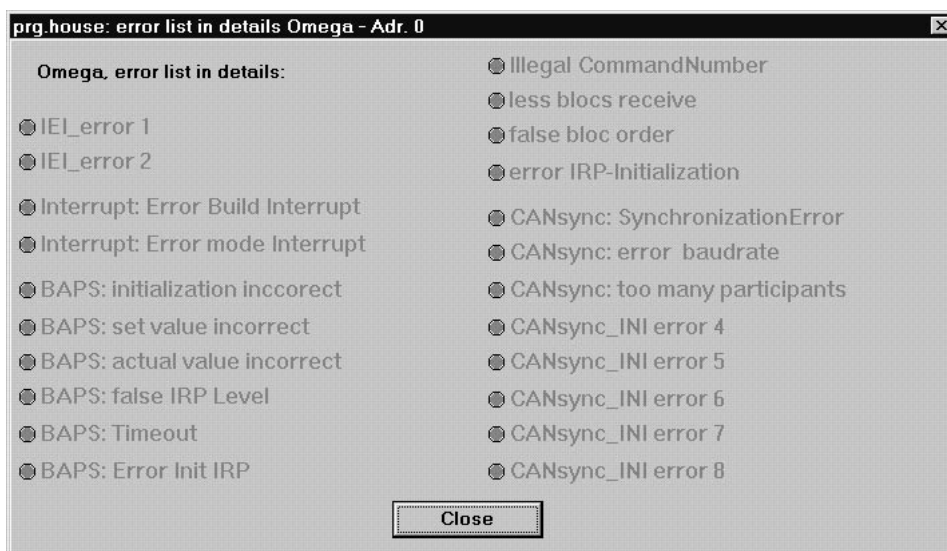 prg.house: error list in details Omega - Adr. 0
Omega, error list in details:
IEI_error 1
IEI_error 2
Interrupt: Error Build Interrupt
Interrupt: Error mode Interrupt
BAPS: initialization inccorect
BAPS: set value incorrect
BAPS: actual value incorrect
BAPS: false IRP Level
BAPS: Timeout
BAPS: Error Init IRP
Illegal CommandNumber
less blocs receive
false bloc order
error IRP-Initialization
CANsync: SynchronizationError
CANsync: error baudrate
CANsync: too many participants
CANsync_INI error 4
CANsync_INI error 5
CANsync_INI error 6
CANsync_INI error 7
CANsync_INI error 8
Close